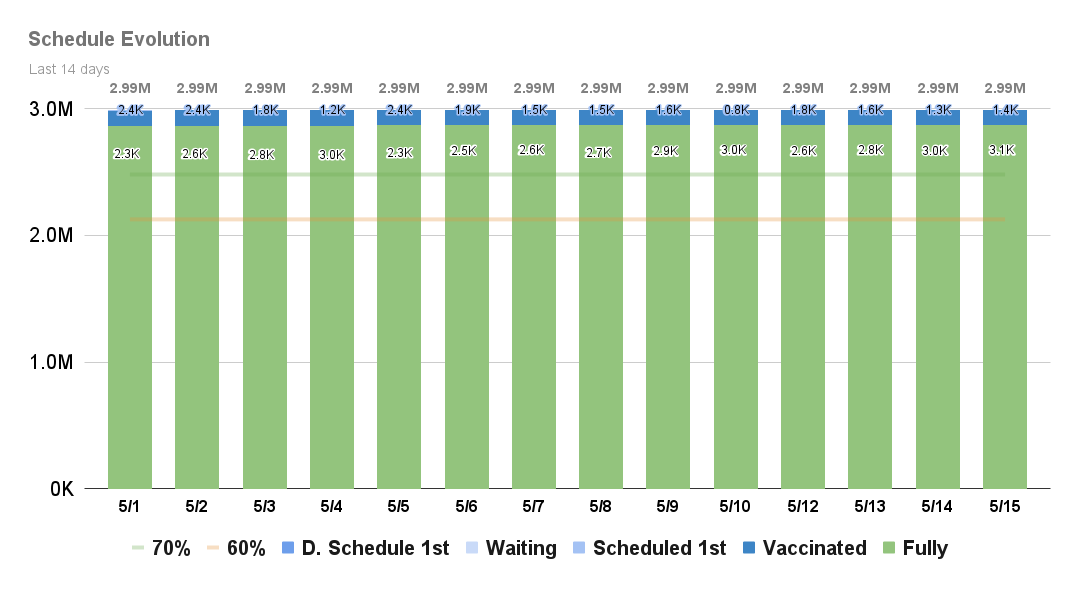 Schedule Evolution
Last 14 days
2.99M 2.99M 2.99M 2.99M 2.99M 2.99M 2.99M 2.99M 2.99M 2.99M 2.99M 2.99M 2.99M 2.99M
3.0M 2.4K 2.4K 1.8K 1.2K 2.4K 1.9K 1.5K 1.5K 1.6K 0.8K 1.8K 1.6K 1.3K 1.4K
2.3K 2.6K 2.8K 3.0K 2.3K 2.5K 2.6K 2.7K 2.9K 3.0K 2.6K 2.8K 3.0K 3.1K
2.0M
1.0M
0K
5/1 5/2 5/3 5/4 5/5 5/6 5/7 5/8 5/9 5/10 5/12 5/13 5/14 5/15
70% 60% D. Schedule 1st Waiting Scheduled 1st Vaccinated Fully